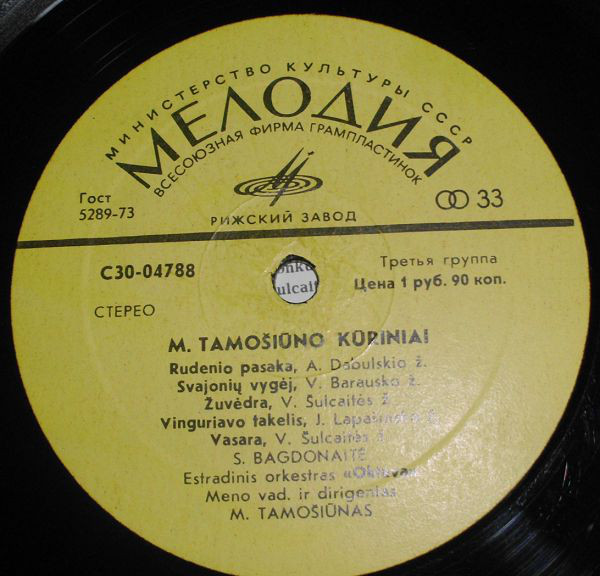 МИНИСТЕРСТВО КУЛЬТУРЫ СССР
МЕЛОДИЯ
ВСЕСОЮЗНАЯ ФИРМА ГРАМПЛАСТИНОК
Гост
5289-73
РИЖСКИЙ ЗАВОД
33
С30-04788
Третья группа
Цена 1 руб. 90 коп.
СТЕРЕО
M. TAMOŠIŪNO KŪRINIAI
Rudenio pasaka, A. Dabulskio ž.
Svajonių vygėj, V. Barausko ž.
Žuvėdra, V. Šulcaitės ž.
Vinguriavo takelis, J.
Vasara, V. Šulcaitės ž.
S. BAGDONAITĖ
Estradinis orkestras «Oktava»
Meno vad. ir dirigentas
M. TAMOŠIŪNAS